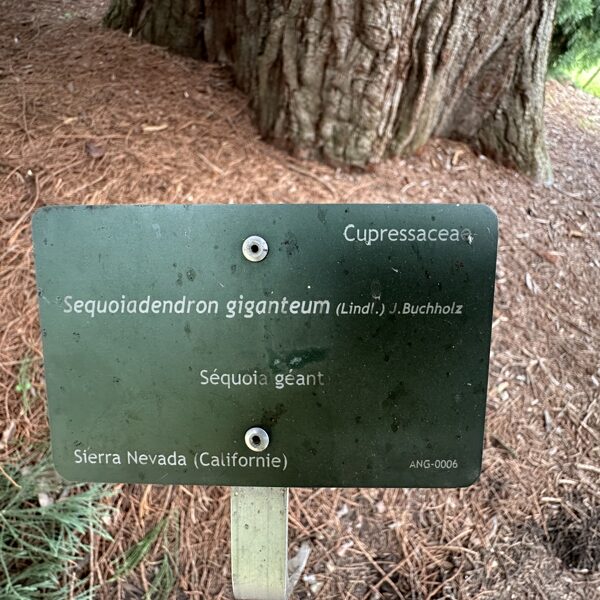 Cupressaceae
Sequoiadendron giganteum (Lindl.) J.Buchholz
Séquoia géant
Sierra Nevada (Californie)
ANG-0006